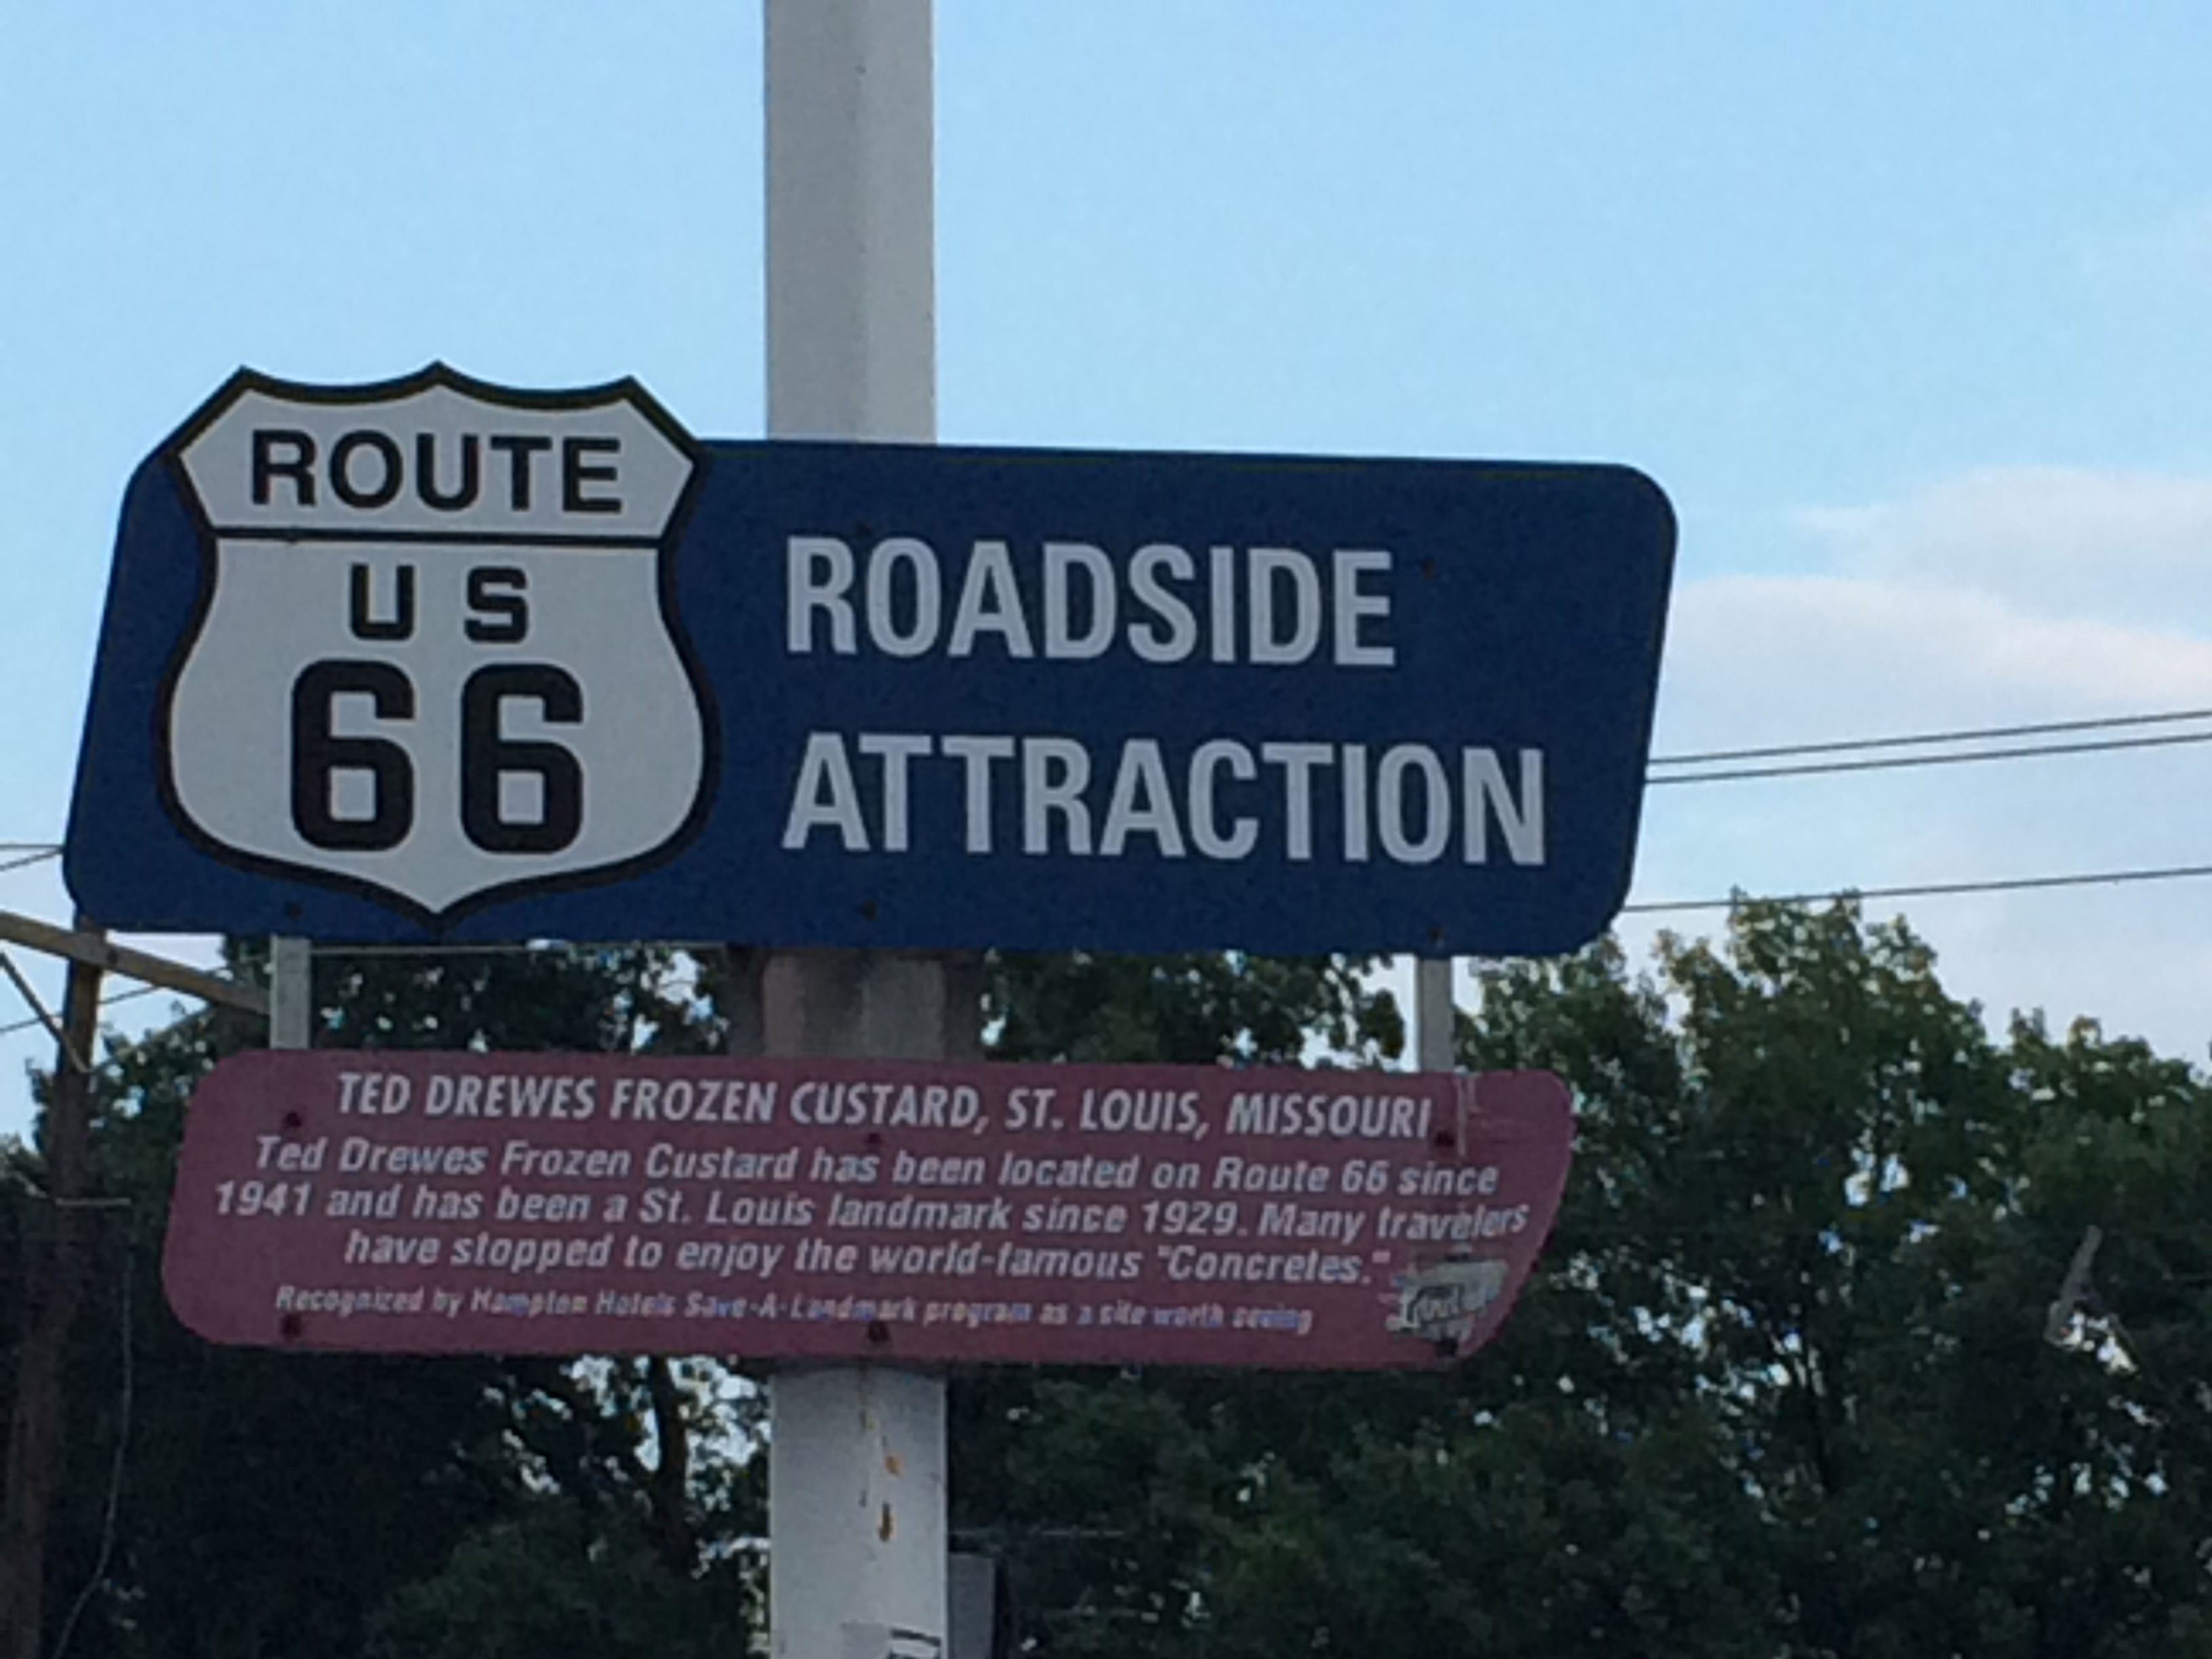 ROUTE
US
66
ROADSIDE
ATTRACTION
TED DREWES FROZEN CUSTARD, ST. LOUIS, MISSOURI
Ted Drewes Frozen Custard has been located on Route 66 since
1941 and has been a St. Louis landmark since 1929. Many travelers
have stopped to enjoy the world-famous "Concretes."
Recognized by Hampton Hotels Save-A-Landmark program as a site worth seeing